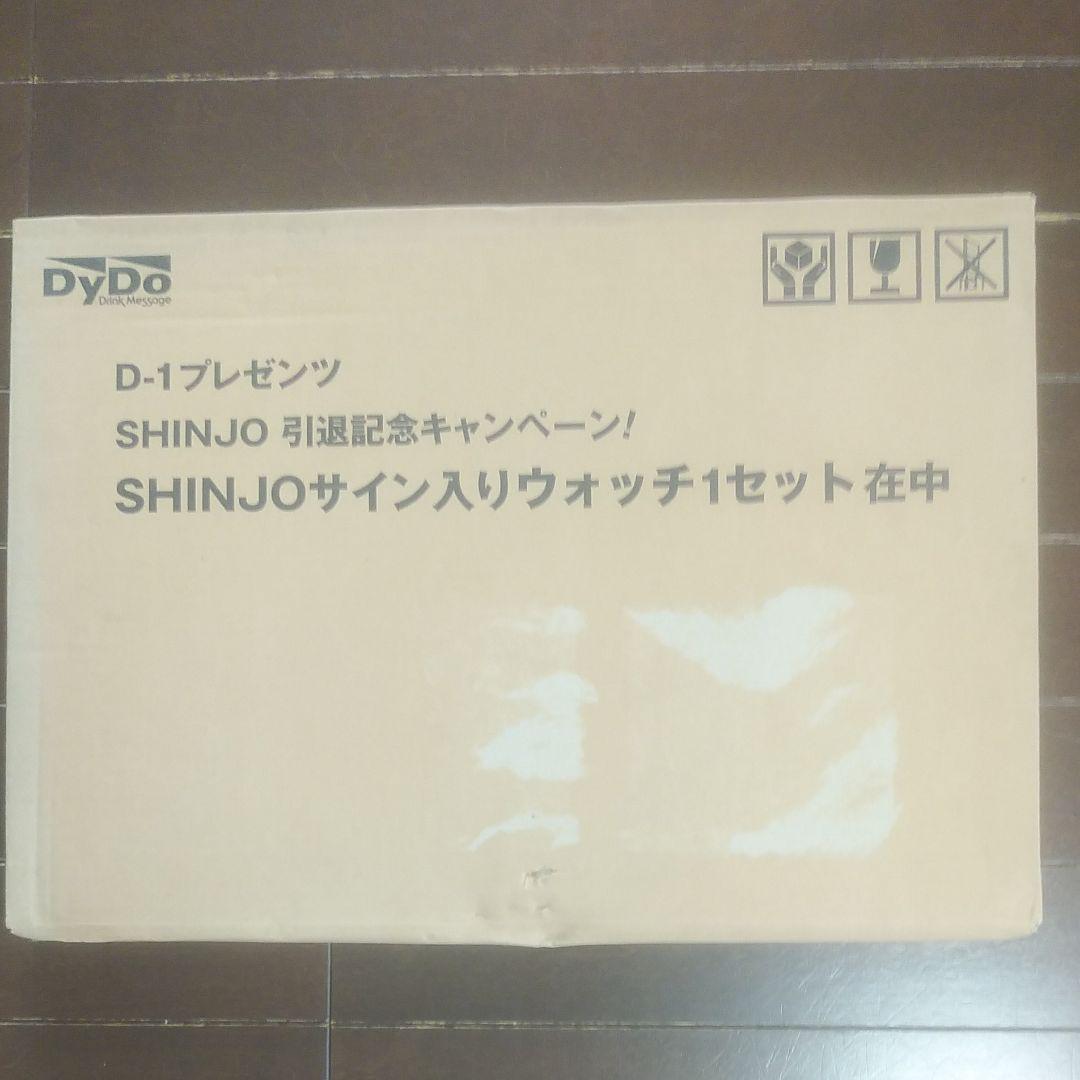 DyDo
Drink Message
D-1プレゼンツ
SHINJO 引退記念キャンペーン!
SHINJOサイン入りウォッチ1セット在中